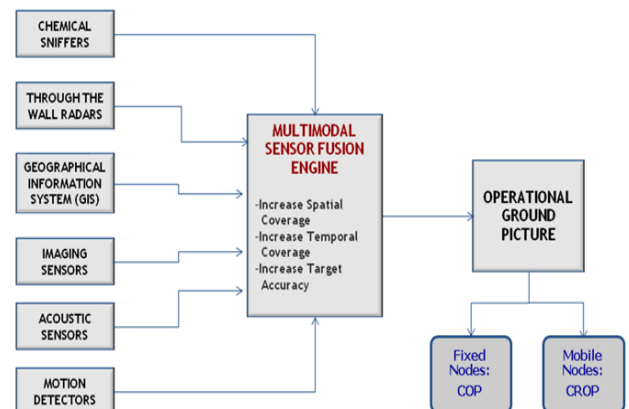 CHEMICAL
SNIFFERS
THROUGH THE
WALL RADARS
GEOGRAPHICAL
INFORMATION
SYSTEM (GIS)
IMAGING
SENSORS
ACOUSTIC
SENSORS
MOTION
DETECTORS
MULTIMODAL
SENSOR FUSION
ENGINE
-Increase Spatial
Coverage
-Increase Temporal
Coverage
-Increase Target
Accuracy
OPERATIONAL
GROUND
PICTURE
Fixed
Nodes:
COP
Mobile
Nodes:
CROP